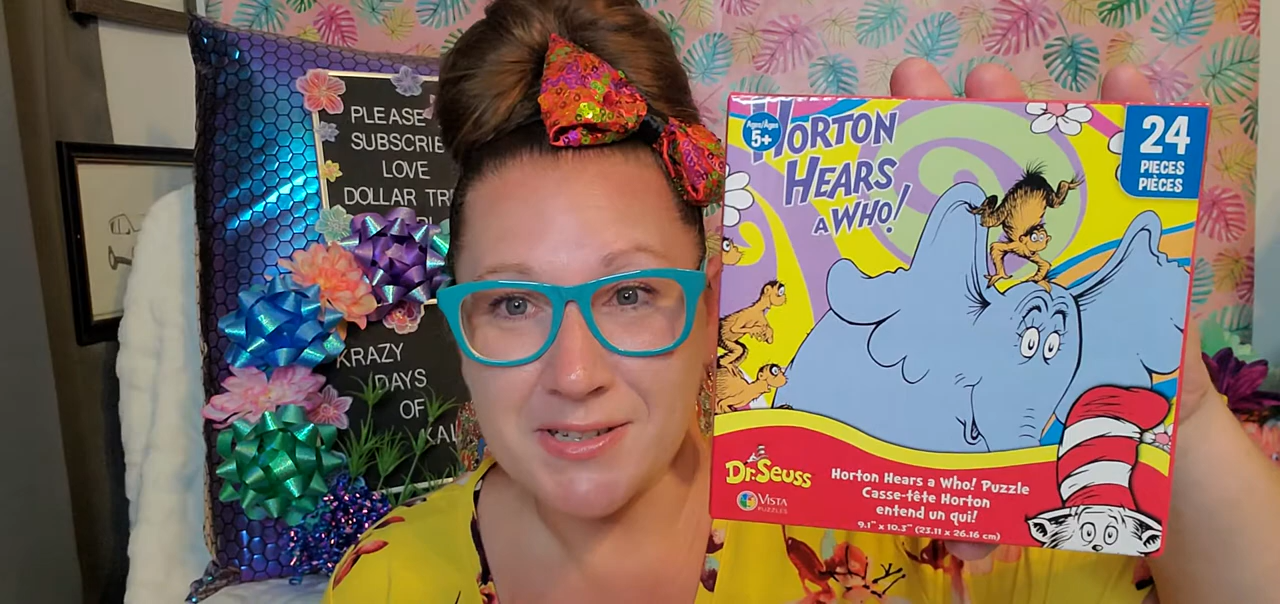 PLEASE
SUBSCRIBE
LOVE
DOLLAR
KRAZY
DAYS
OF
Ages/Âges
5+
HORTON
HEARS
A WHO!
24
PIECES
PIÈCES
Dr. Seuss
VISTA
PUZZLES
Horton Hears a Who! Puzzle
Casse-tête Horton
entend un qui!
9.1" x 10.3" (23.11 x 26.16 cm)